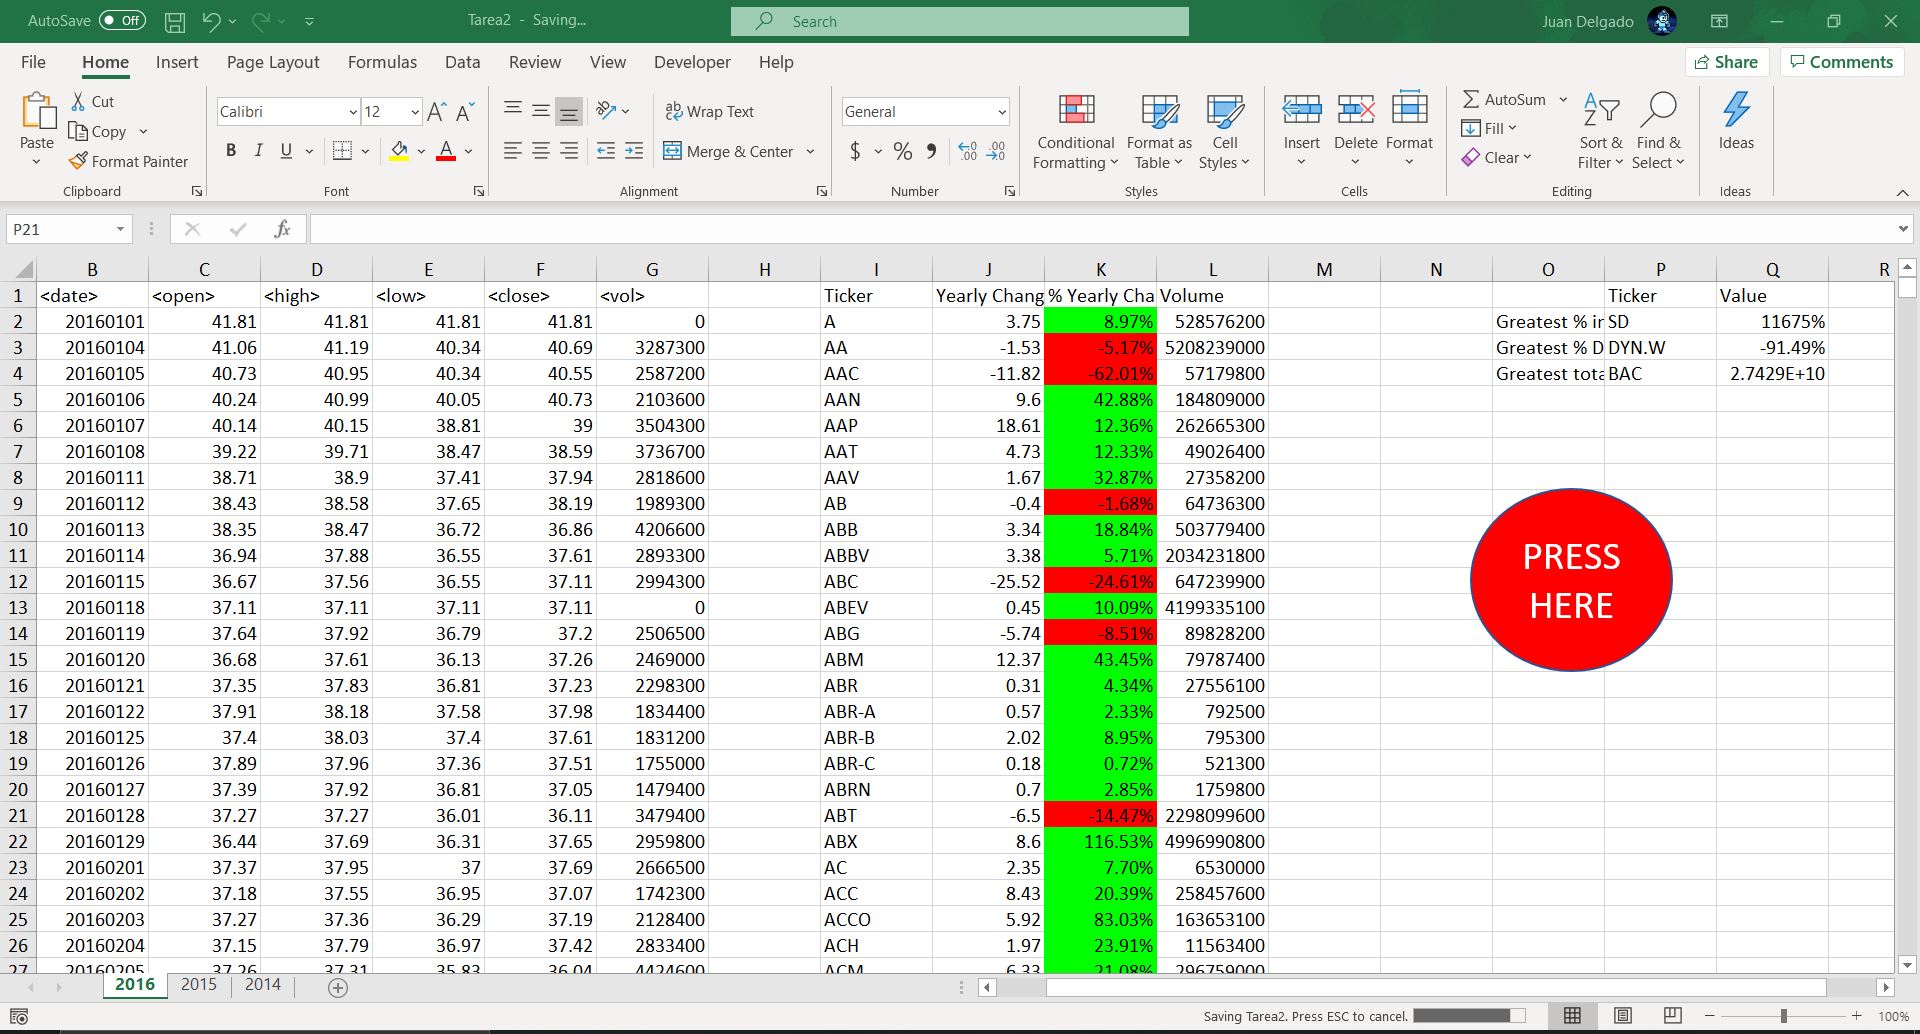 AutoSave Off Tarea2 - Saving... Search Juan Delgado
File Home Insert Page Layout Formulas Data Review View Developer Help Share Comments
Paste Cut Copy Format Painter Clipboard
Calibri 12 B I U A Font
Wrap Text Merge & Center Alignment
General $ % Number
Conditional Formatting Format as Table Cell Styles Styles
Insert Delete Format Cells
AutoSum Fill Clear Sort & Filter Find & Select Editing
Ideas Ideas
P21 fx
B C D E F G H I J K L M N O P Q R
1 <date> <open> <high> <low> <close> <vol> Ticker Yearly Chang % Yearly Cha Volume Ticker Value
2 20160101 41.81 41.81 41.81 41.81 0 A 3.75 8.97% 528576200 Greatest % in SD 11675%
3 20160104 41.06 41.19 40.34 40.69 3287300 AA -1.53 -5.17% 5208239000 Greatest % D DYN.W -91.49%
4 20160105 40.73 40.95 40.34 40.55 2587200 AAC -11.82 -62.01% 57179800 Greatest tota BAC 2.7429E+10
5 20160106 40.24 40.99 40.05 40.73 2103600 AAN 9.6 42.88% 184809000
6 20160107 40.14 40.15 38.81 39 3504300 AAP 18.61 12.36% 262665300
7 20160108 39.22 39.71 38.47 38.59 3736700 AAT 4.73 12.33% 49026400
8 20160111 38.71 38.9 37.41 37.94 2818600 AAV 1.67 32.87% 27358200
9 20160112 38.43 38.58 37.65 38.19 1989300 AB -0.4 -1.68% 64736300
10 20160113 38.35 38.47 36.72 36.86 4206600 ABB 3.34 18.84% 503779400
11 20160114 36.94 37.88 36.55 37.61 2893300 ABBV 3.38 5.71% 2034231800
12 20160115 36.67 37.56 36.55 37.11 2994300 ABC -25.52 -24.61% 647239900
13 20160118 37.11 37.11 37.11 37.11 0 ABEV 0.45 10.09% 4199335100
14 20160119 37.64 37.92 36.79 37.2 2506500 ABG -5.74 -8.51% 89828200
15 20160120 36.68 37.61 36.13 37.26 2469000 ABM 12.37 43.45% 79787400
16 20160121 37.35 37.83 36.81 37.23 2298300 ABR 0.31 4.34% 27556100
17 20160122 37.91 38.18 37.58 37.98 1834400 ABR-A 0.57 2.33% 792500
18 20160125 37.4 38.03 37.4 37.61 1831200 ABR-B 2.02 8.95% 795300
19 20160126 37.89 37.96 37.36 37.51 1755000 ABR-C 0.18 0.72% 521300
20 20160127 37.39 37.92 36.81 37.05 1479400 ABRN 0.7 2.85% 1759800
21 20160128 37.27 37.27 36.01 36.11 3479400 ABT -6.5 -14.47% 2298099600
22 20160129 36.44 37.69 36.31 37.65 2959800 ABX 8.6 116.53% 4996990800
23 20160201 37.37 37.95 37 37.69 2666500 AC 2.35 7.70% 6530000
24 20160202 37.18 37.55 36.95 37.07 1742300 ACC 8.43 20.39% 258457600
25 20160203 37.27 37.36 36.29 37.19 2128400 ACCO 5.92 83.03% 163653100
26 20160204 37.15 37.79 36.97 37.42 2833400 ACH 1.97 23.91% 11563400
27 20160205 37.26 37.31 35.83 36.04 4424600 ACM 6.33 21.08% 296759000
PRESS
HERE
2016 2015 2014
Saving Tarea2. Press ESC to cancel. 100%